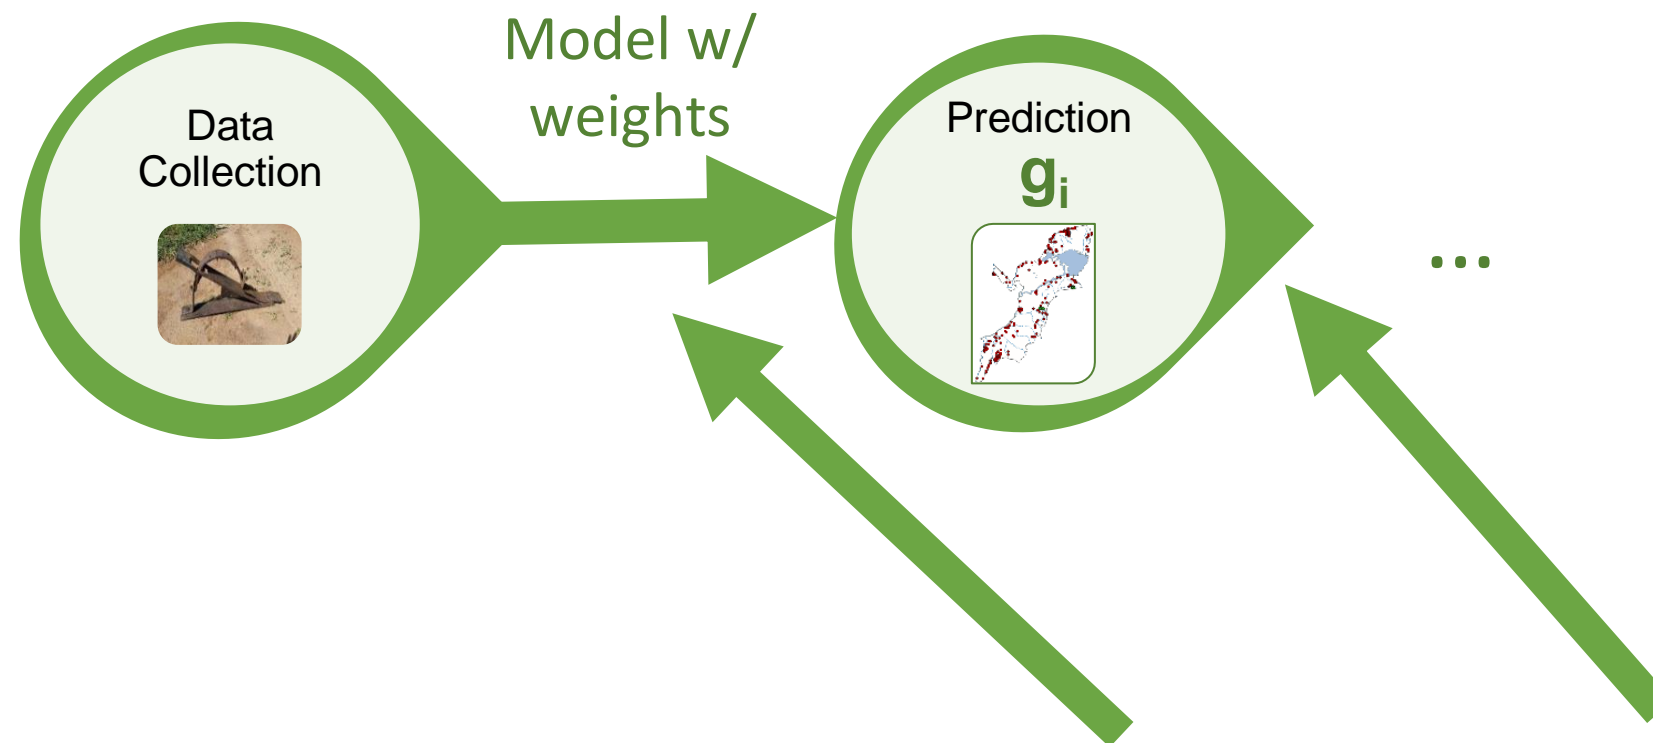 Model w/
weights
Data
Collection
Prediction
gi
...